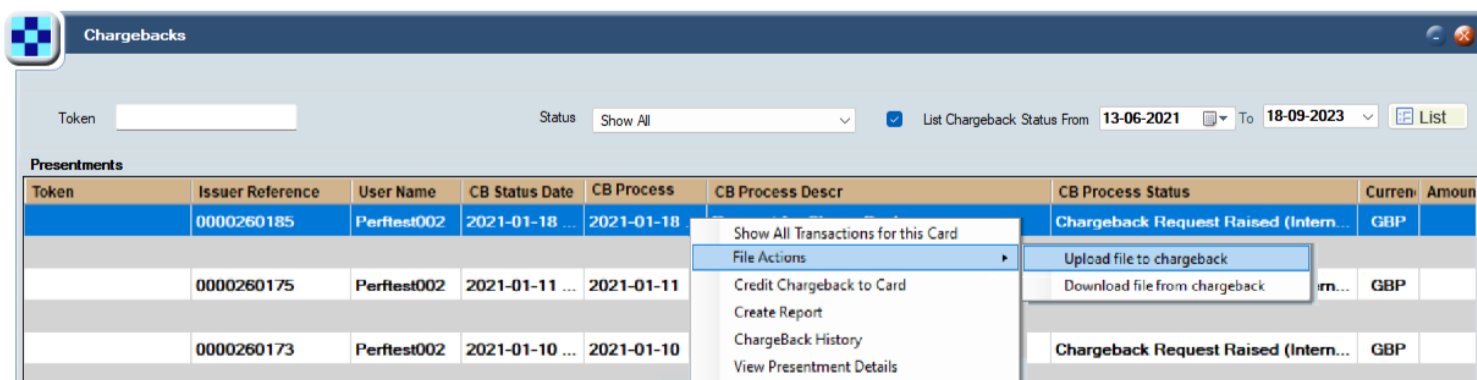 Chargebacks
Token Status Show All List Chargeback Status From 13-06-2021 To 18-09-2023 List
Presentments
Token Issuer Reference User Name CB Status Date CB Process CB Process Descr CB Process Status Curren Amoun
0000260185 Perftest002 2021-01-18 ... 2021-01-18 Chargeback Request Raised (Intern... GBP
Show All Transactions for this Card
File Actions Upload file to chargeback
0000260175 Perftest002 2021-01-11 ... 2021-01-11 Credit Chargeback to Card Download file from chargeback rn... GBP
Create Report
ChargeBack History
0000260173 Perftest002 2021-01-10 ... 2021-01-10 Chargeback Request Raised (Intern... GBP
View Presentment Details